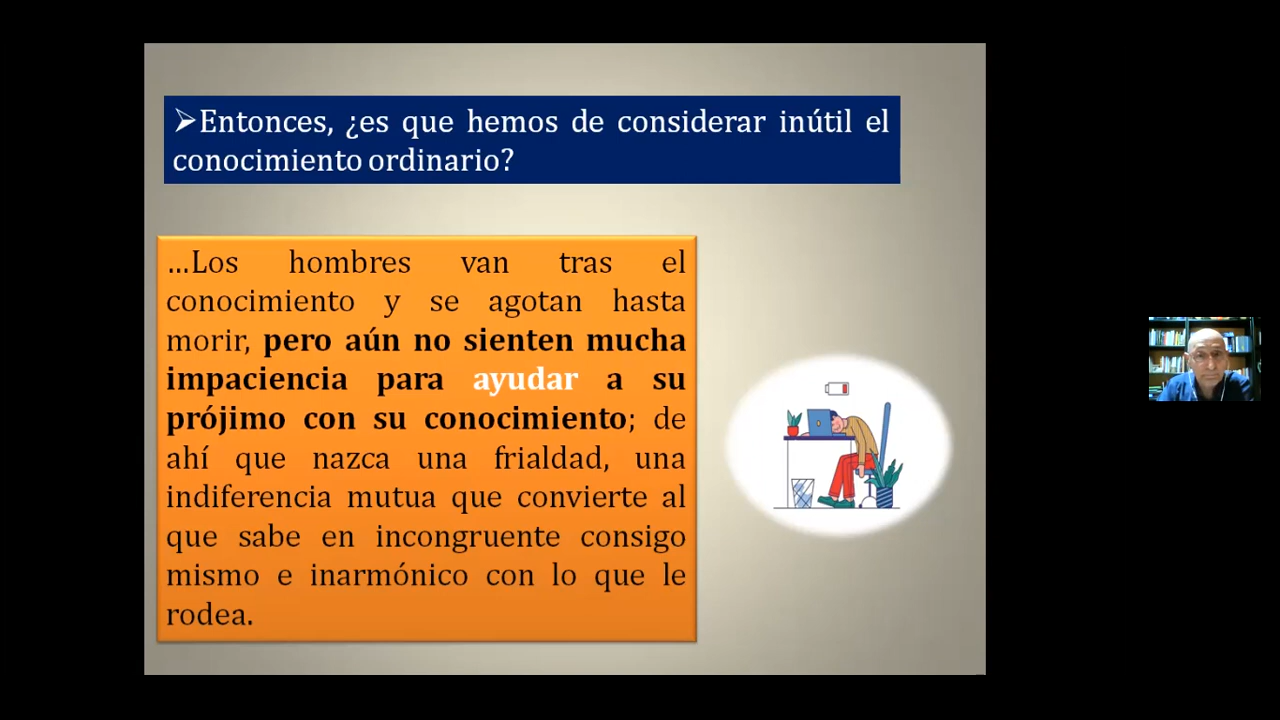 ➢Entonces, ¿es que hemos de considerar inútil el
conocimiento ordinario?
...Los hombres van tras el
conocimiento y se agotan hasta
morir, pero aún no sienten mucha
impaciencia para ayudar a su
prójimo con su conocimiento; de
ahí que nazca una frialdad, una
indiferencia mutua que convierte al
que sabe en incongruente consigo
mismo e inarmónico con lo que le
rodea.